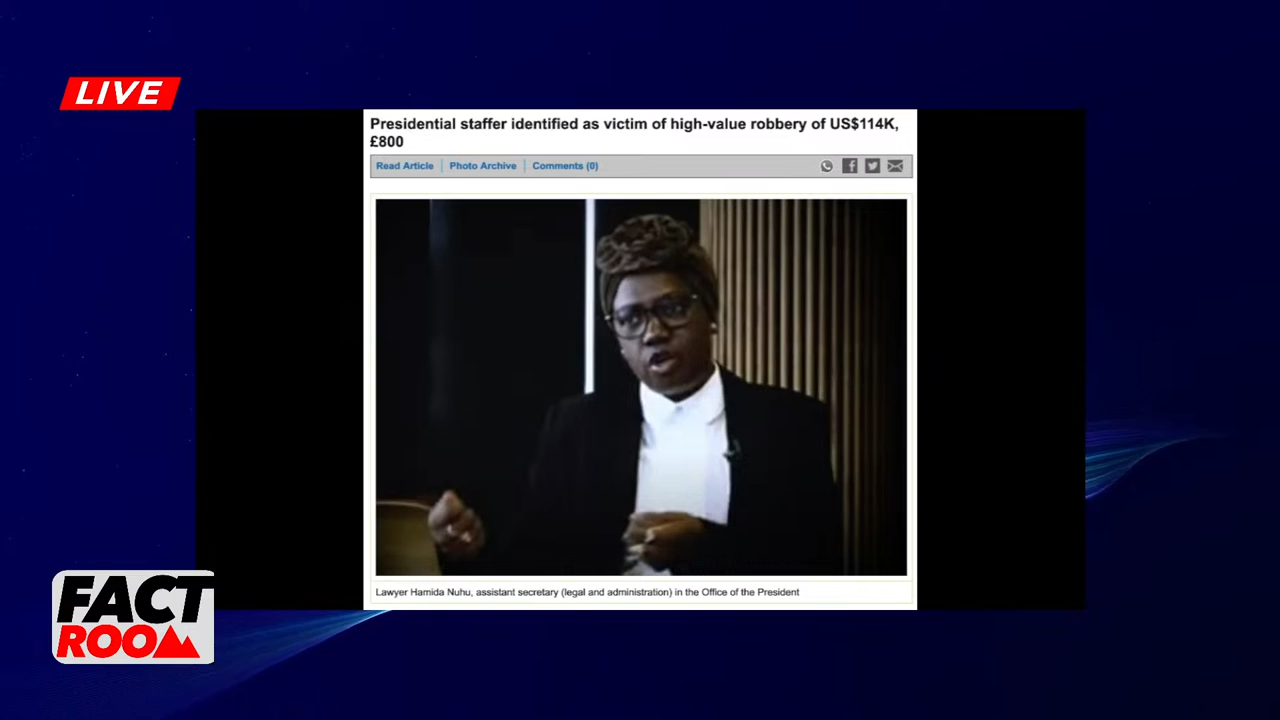 LIVE
Presidential staffer identified as victim of high-value robbery of US$114K,
£800
Read Article | Photo Archive | Comments (0)
Lawyer Hamida Nuhu, assistant secretary (legal and administration) in the Office of the President
FACT
ROOM